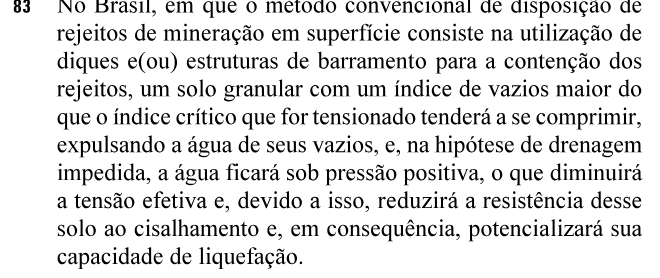 83 No Brasil, em que o método convencional de disposição de
rejeitos de mineração em superfície consiste na utilização de
diques e(ou) estruturas de barramento para a contenção dos
rejeitos, um solo granular com um índice de vazios maior do
que o índice crítico que for tensionado tenderá a se comprimir,
expulsando a água de seus vazios, e, na hipótese de drenagem
impedida, a água ficará sob pressão positiva, o que diminuirá
a tensão efetiva e, devido a isso, reduzirá a resistência desse
solo ao cisalhamento e, em consequência, potencializará sua
capacidade de liquefação.